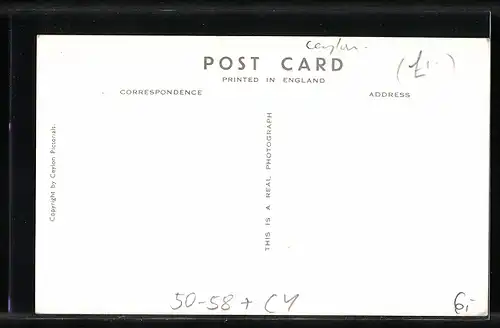 Ceylon.
POST CARD
(£1-)
PRINTED IN ENGLAND
CORRESPONDENCE
ADDRESS
Copyright by Ceylon Pictorials.
THIS IS A REAL PHOTOGRAPH
50-58 + CY
6,-